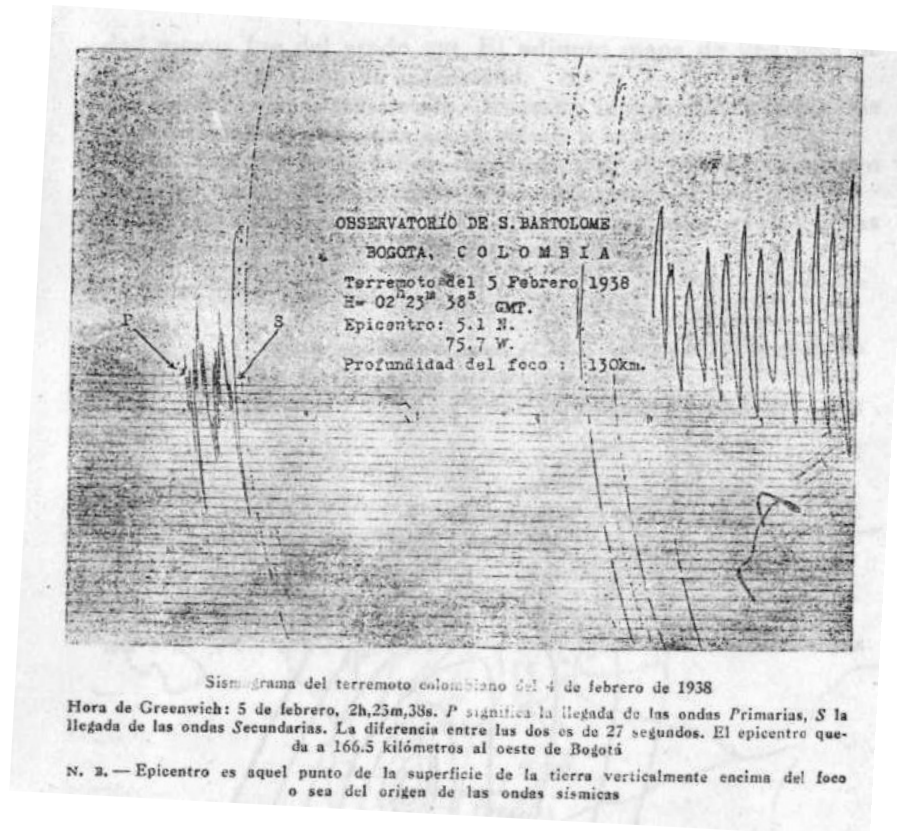 OBSERVATORIO DE S. BARTOLOME
BOGOTA, COLOMBIA
Terremoto del 5 Febrero 1938
H= 02h 23m 38s GMT.
Epicentro: 5.1 N.
75.7 W.
Profundidad del foco : 130km.
P
S
Sismograma del terremoto colombiano del 4 de febrero de 1938
Hora de Greenwich: 5 de febrero, 2h,23m,38s. P significa la llegada de las ondas Primarias, S la
llegada de las ondas Secundarias. La diferencia entre las dos es de 27 segundos. El epicentro que-
da a 166.5 kilómetros al oeste de Bogotá
N. B. — Epicentro es aquel punto de la superficie de la tierra verticalmente encima del foco
o sea del origen de las ondas sísmicas